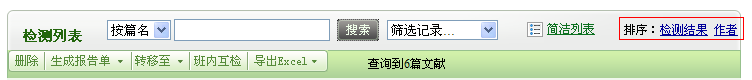 检测列表 按篇名 搜索 筛选记录... 简洁列表 排序：检测结果 作者
删除 生成报告单 转移至 班内互检 导出Excel 查询到6篇文献